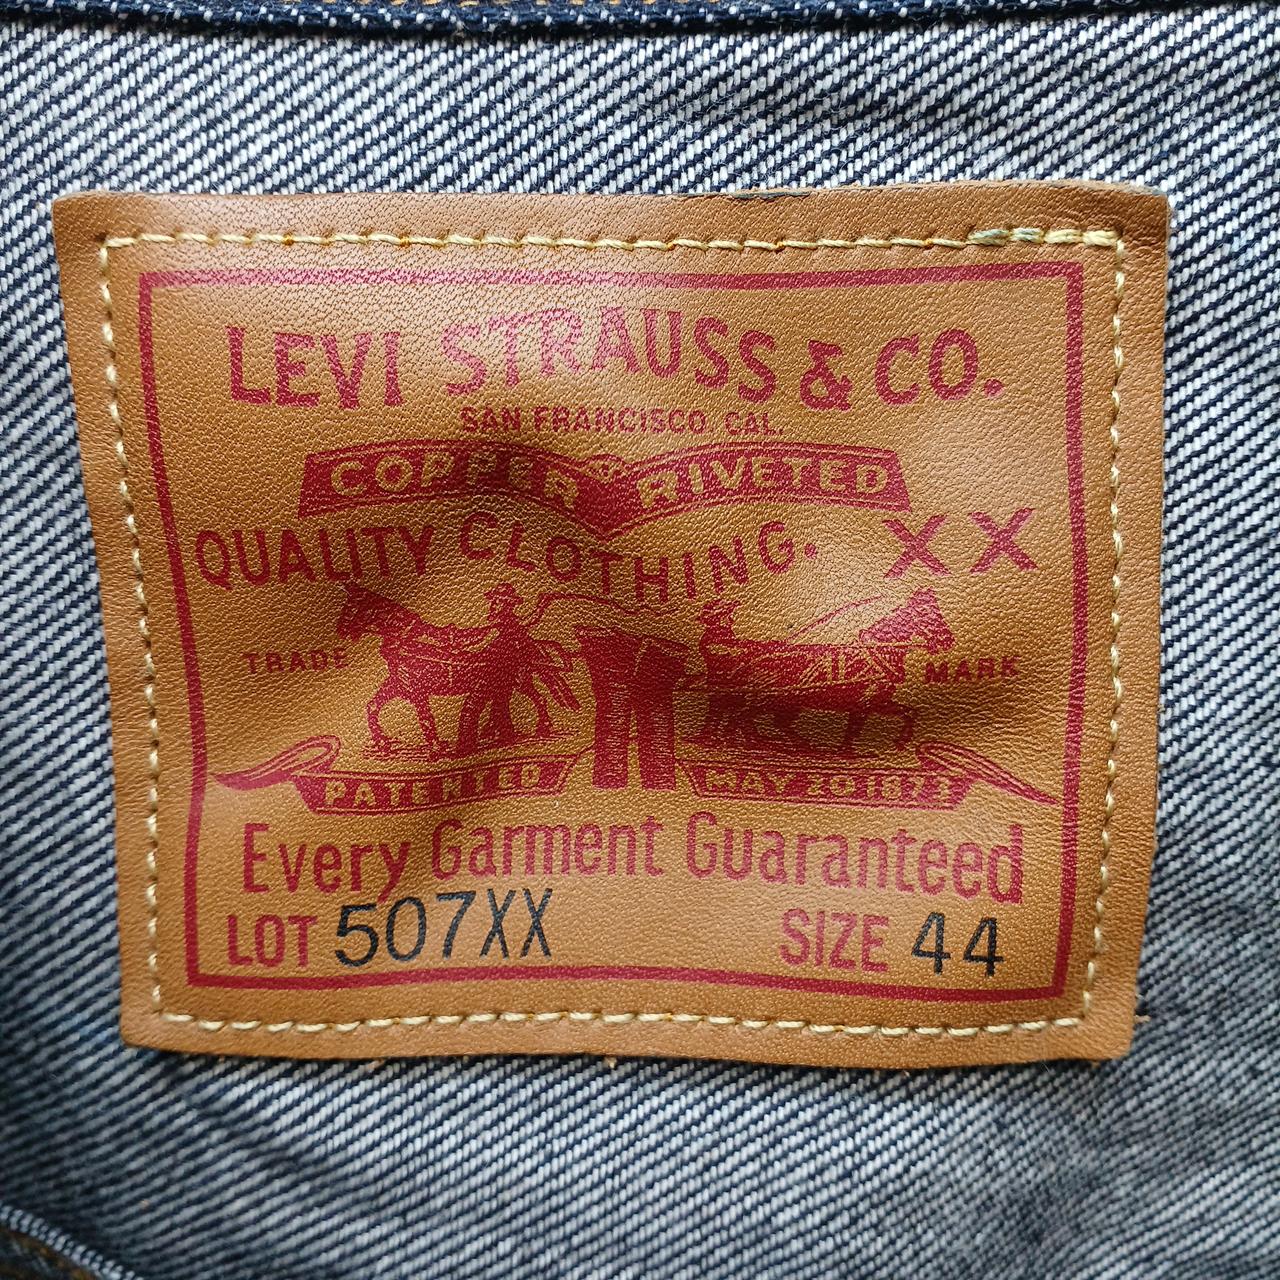 LEVI STRAUSS & CO.
SAN FRANCISCO. CAL.
COPPER RIVETED
QUALITY CLOTHING. XX
TRADE MARK
PATENTED MAY 20 1873
Every Garment Guaranteed
LOT 507XX SIZE 44